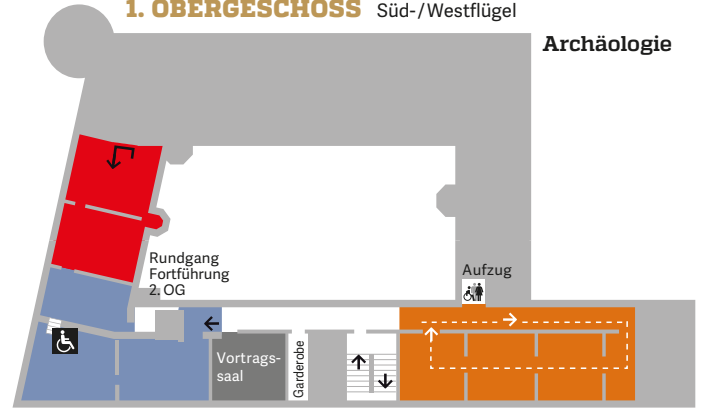 1. OBERGESCHOSS Süd-/Westflügel
Archäologie
Rundgang
Fortführung
2. OG
Aufzug
Vortrags-
saal
Garderobe